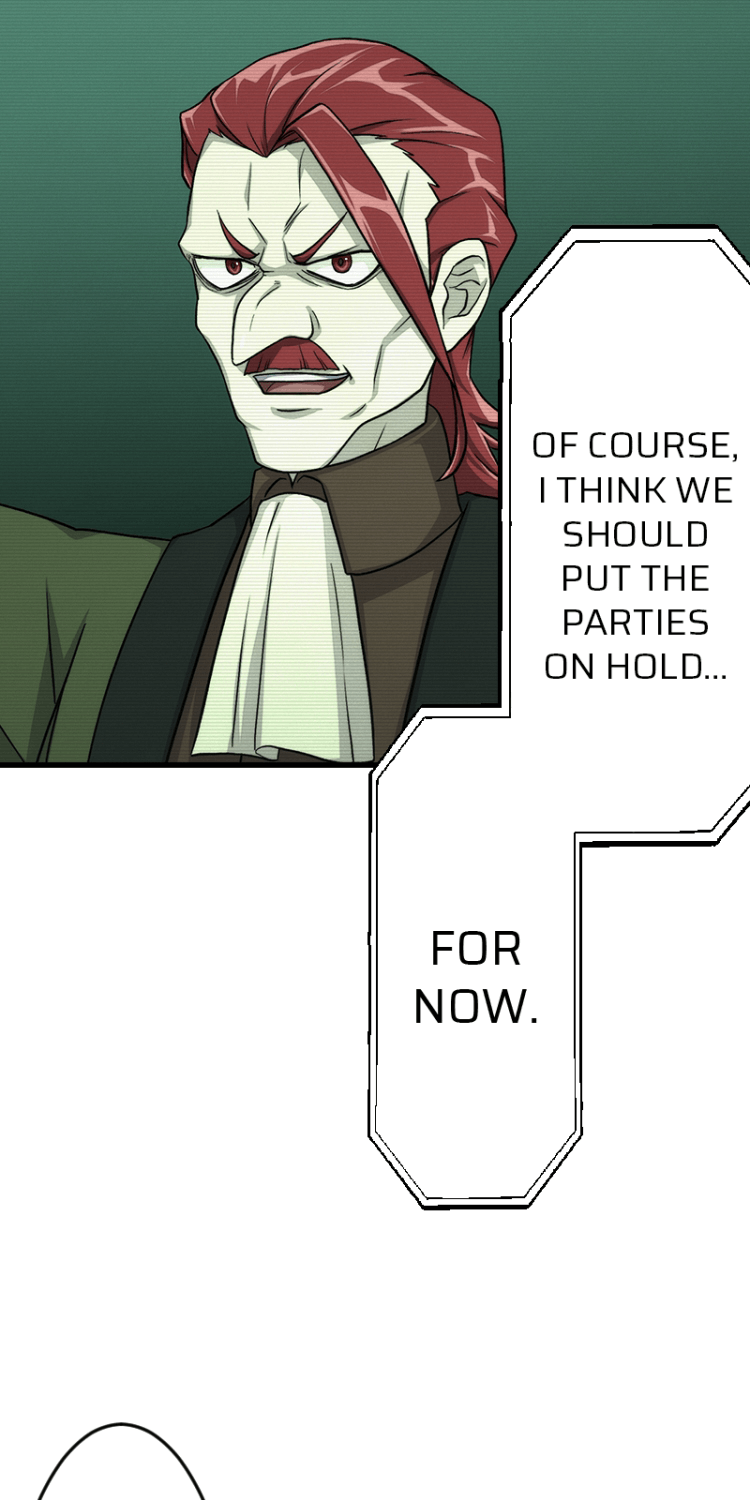 OF COURSE,
I THINK WE
SHOULD
PUT THE
PARTIES
ON HOLD...
FOR
NOW.